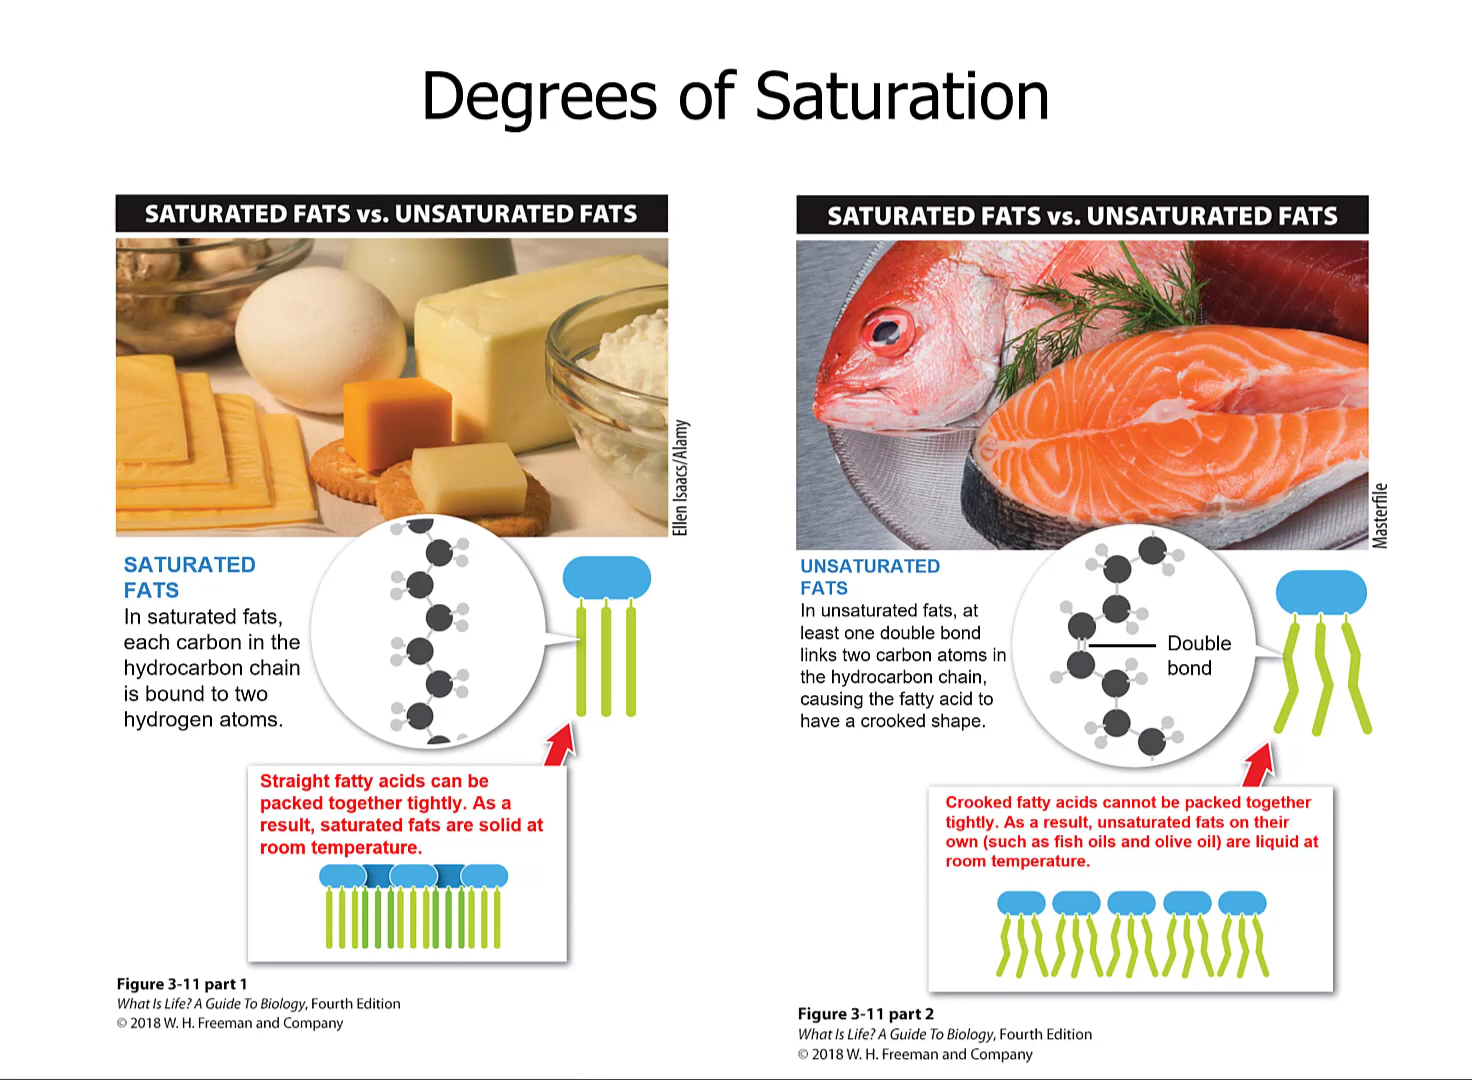 Degrees of Saturation
SATURATED FATS vs. UNSATURATED FATS
Ellen Isaacs/Alamy
SATURATED
FATS
In saturated fats,
each carbon in the
hydrocarbon chain
is bound to two
hydrogen atoms.
Straight fatty acids can be
packed together tightly. As a
result, saturated fats are solid at
room temperature.
Figure 3-11 part 1
What Is Life? A Guide To Biology, Fourth Edition
© 2018 W. H. Freeman and Company
SATURATED FATS vs. UNSATURATED FATS
Masterfile
UNSATURATED
FATS
In unsaturated fats, at
least one double bond
links two carbon atoms in
the hydrocarbon chain,
causing the fatty acid to
have a crooked shape.
Double
bond
Crooked fatty acids cannot be packed together
tightly. As a result, unsaturated fats on their
own (such as fish oils and olive oil) are liquid at
room temperature.
Figure 3-11 part 2
What Is Life? A Guide To Biology, Fourth Edition
© 2018 W. H. Freeman and Company